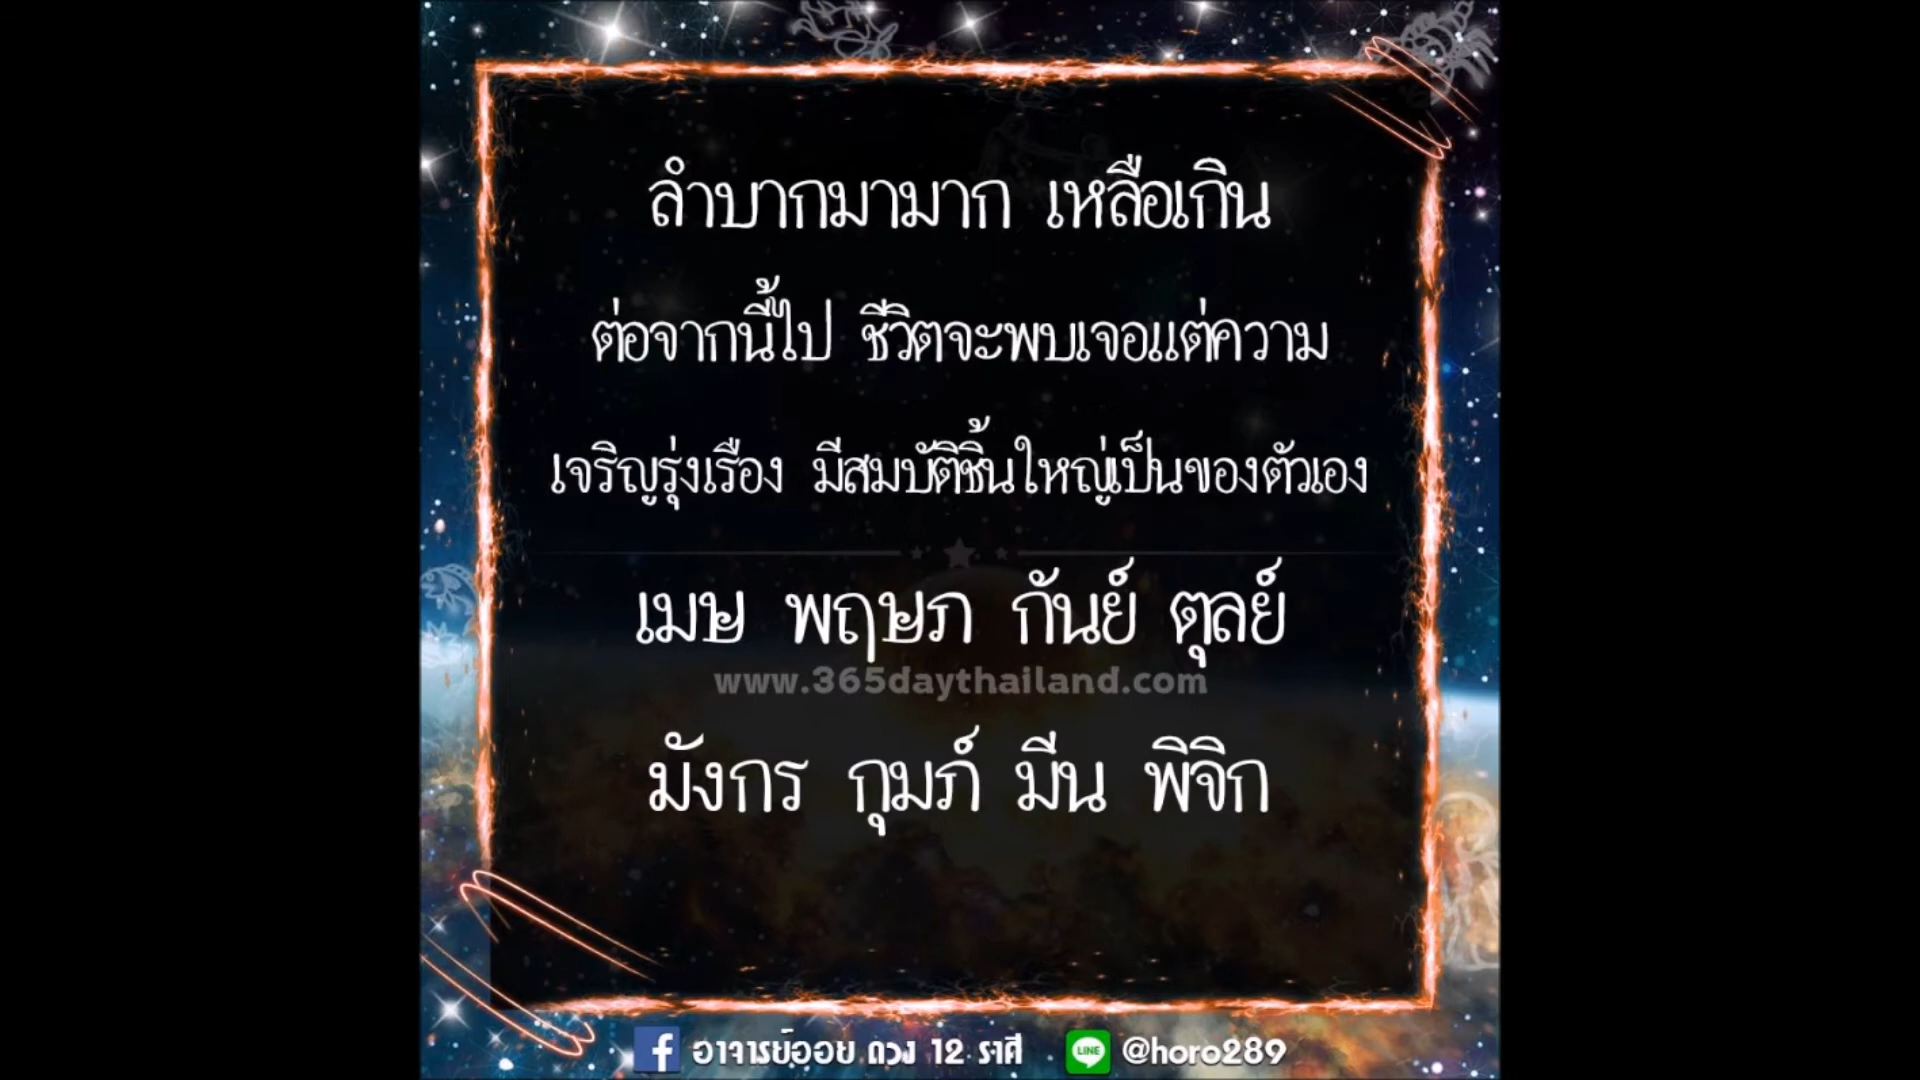 ลำบากมามาก เหลือเกิน
ต่อจากนี้ไป ชีวิตจะพบเจอแต่ความ
เจริญรุ่งเรือง มีสมบัติชิ้นใหญ่เป็นของตัวเอง
เมษ พฤษภ กันย์ ตุลย์
www.365daythailand.com
มังกร กุมภ์ มีน พิจิก
อาจารย์ออย ดวง 12 ราศี
LINE @horo289